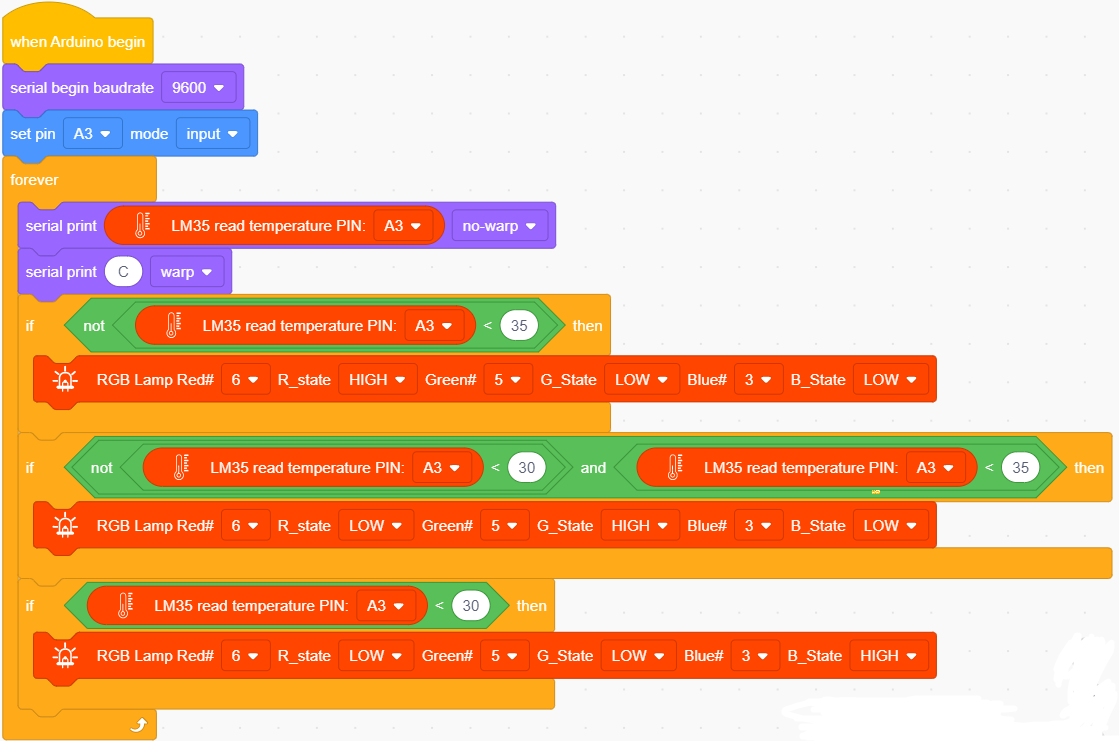 when Arduino begin
serial begin baudrate 9600
set pin A3 mode input
forever
serial print LM35 read temperature PIN: A3 no-warp
serial print C warp
if not LM35 read temperature PIN: A3 < 35 then
RGB Lamp Red# 6 R_state HIGH Green# 5 G_State LOW Blue# 3 B_State LOW
if not LM35 read temperature PIN: A3 < 30 and LM35 read temperature PIN: A3 < 35 then
RGB Lamp Red# 6 R_state LOW Green# 5 G_State HIGH Blue# 3 B_State LOW
if LM35 read temperature PIN: A3 < 30 then
RGB Lamp Red# 6 R_state LOW Green# 5 G_State LOW Blue# 3 B_State HIGH